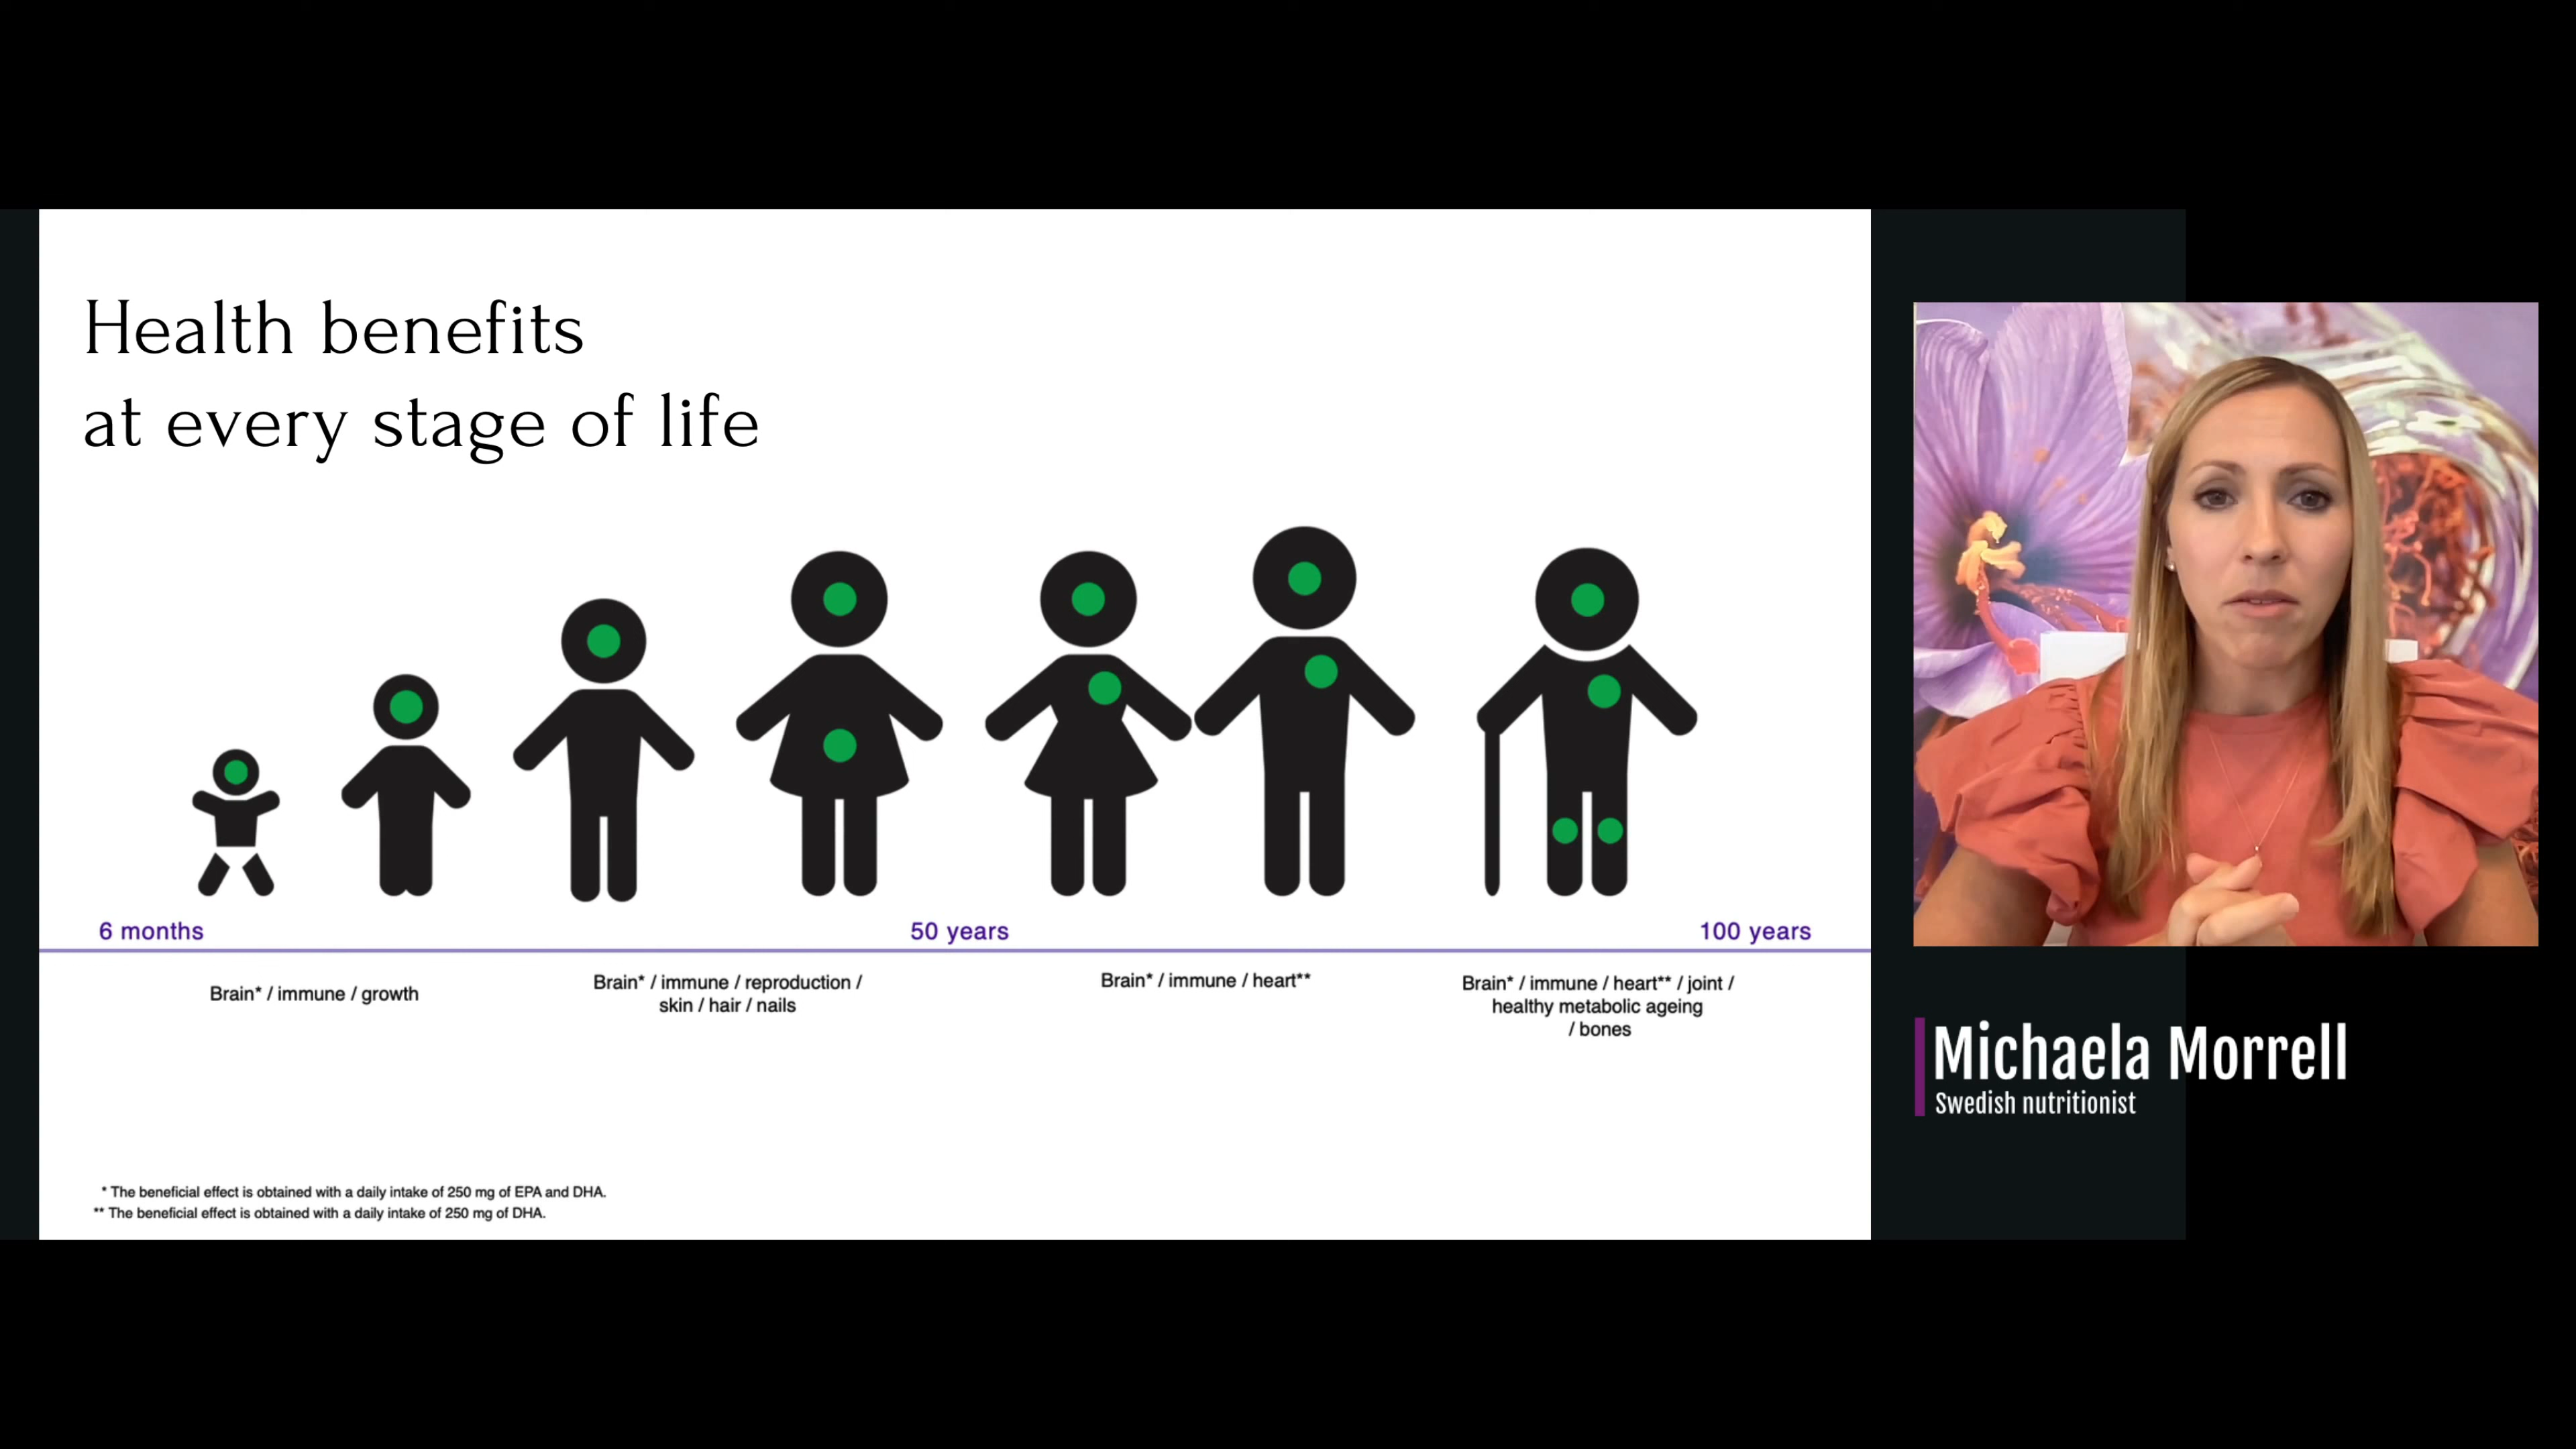 Health benefits
at every stage of life
6 months
50 years
100 years
Brain* / immune / growth
Brain* / immune / reproduction /
skin / hair / nails
Brain* / immune / heart**
Brain* / immune / heart** / joint /
healthy metabolic ageing
/ bones
* The beneficial effect is obtained with a daily intake of 250 mg of EPA and DHA.
** The beneficial effect is obtained with a daily intake of 250 mg of DHA.
Michaela Morrell
Swedish nutritionist